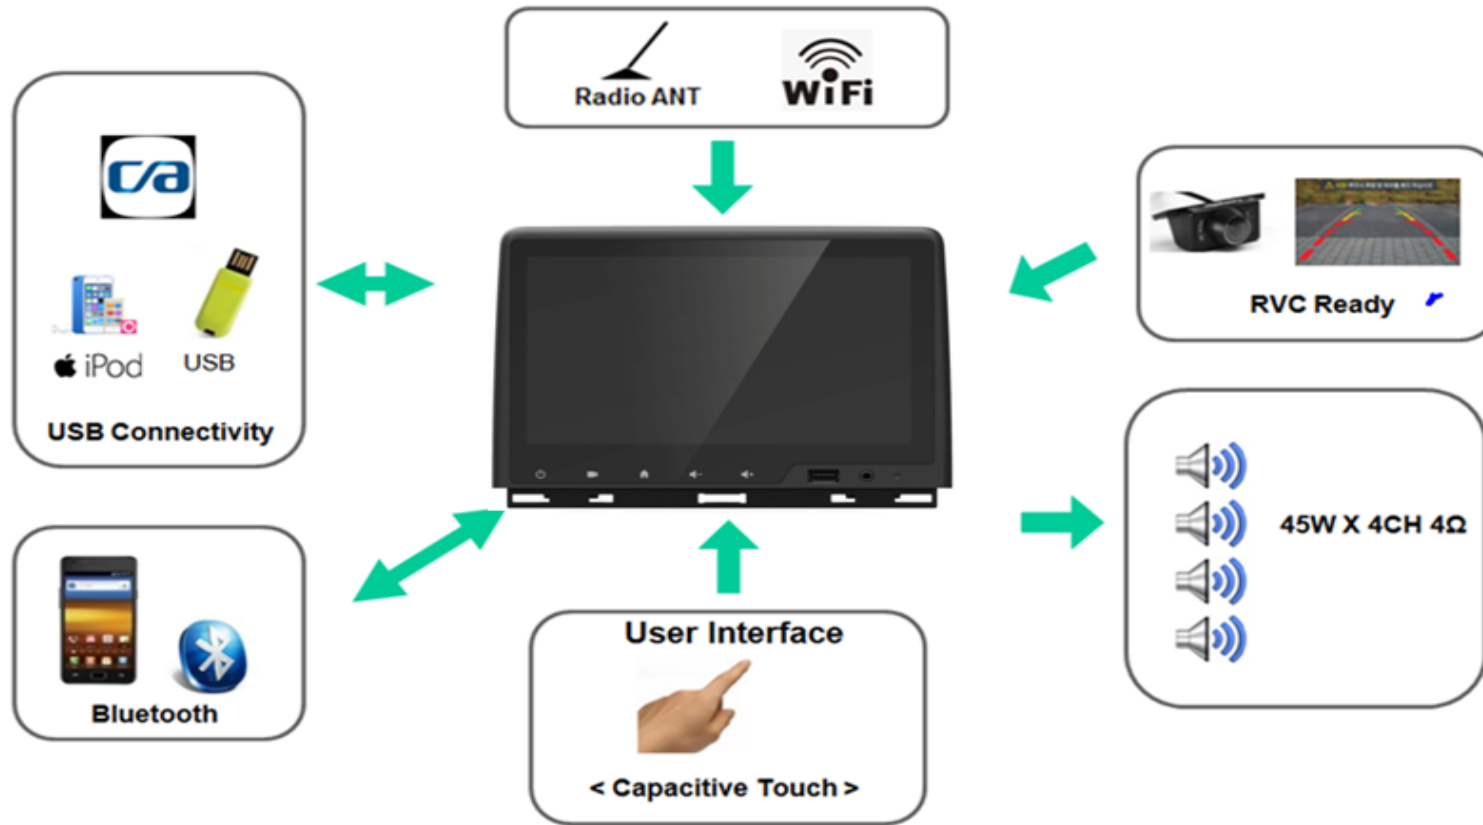 Radio ANT
WiFi
c/a
iPod
USB
USB Connectivity
RVC Ready
45W X 4CH 4Ω
Bluetooth
User Interface
< Capacitive Touch >